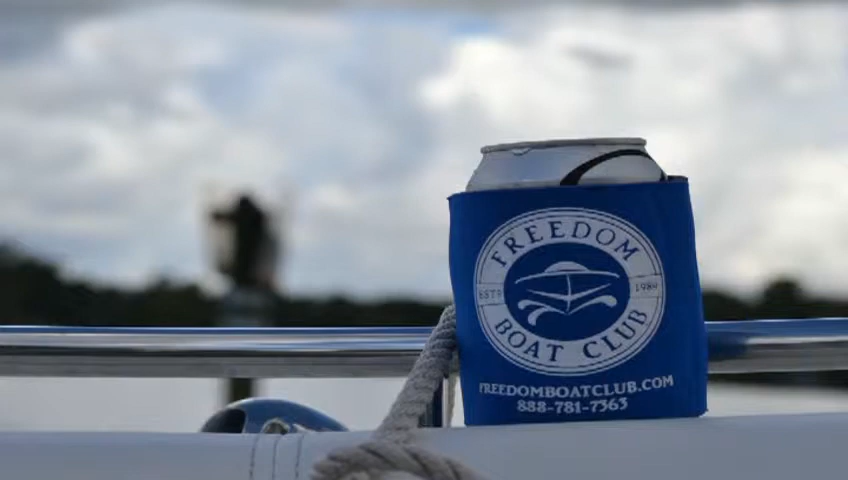 FREEDOM
ESTD 1989
BOAT CLUB
FREEDOMBOATCLUB.COM
888-781-7363